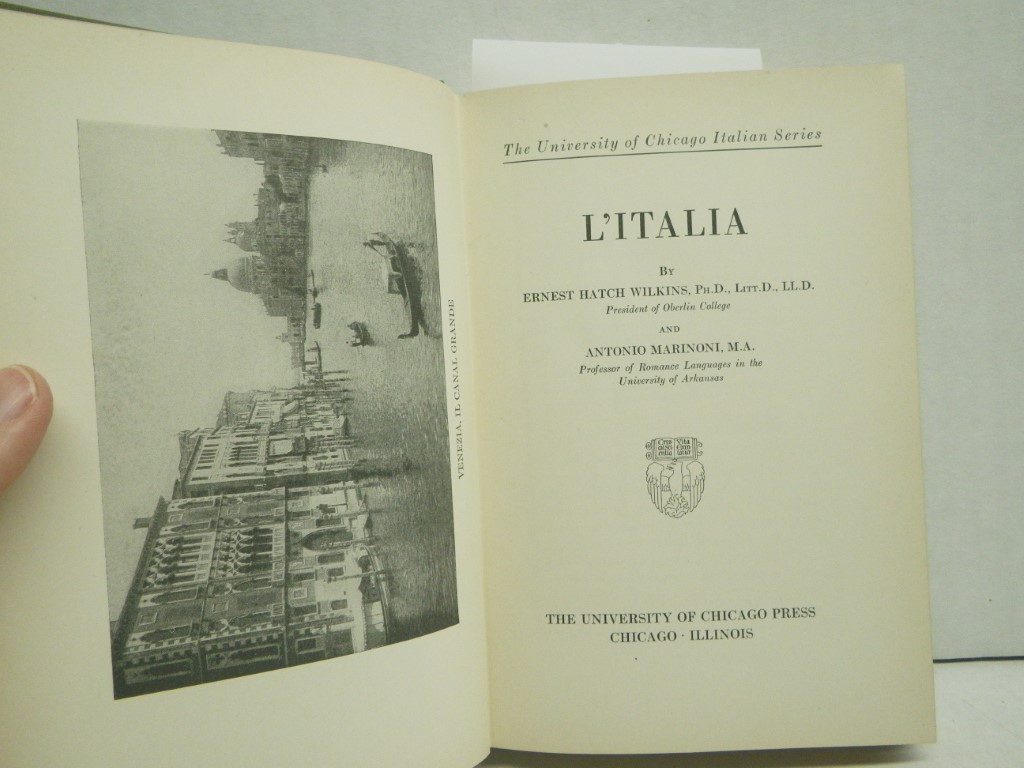 VENEZIA, IL CANAL GRANDE
The University of Chicago Italian Series
L'ITALIA
BY
ERNEST HATCH WILKINS, PH.D., LITT.D., LL.D.
President of Oberlin College
AND
ANTONIO MARINONI, M.A.
Professor of Romance Languages in the
University of Arkansas
THE UNIVERSITY OF CHICAGO PRESS
CHICAGO · ILLINOIS